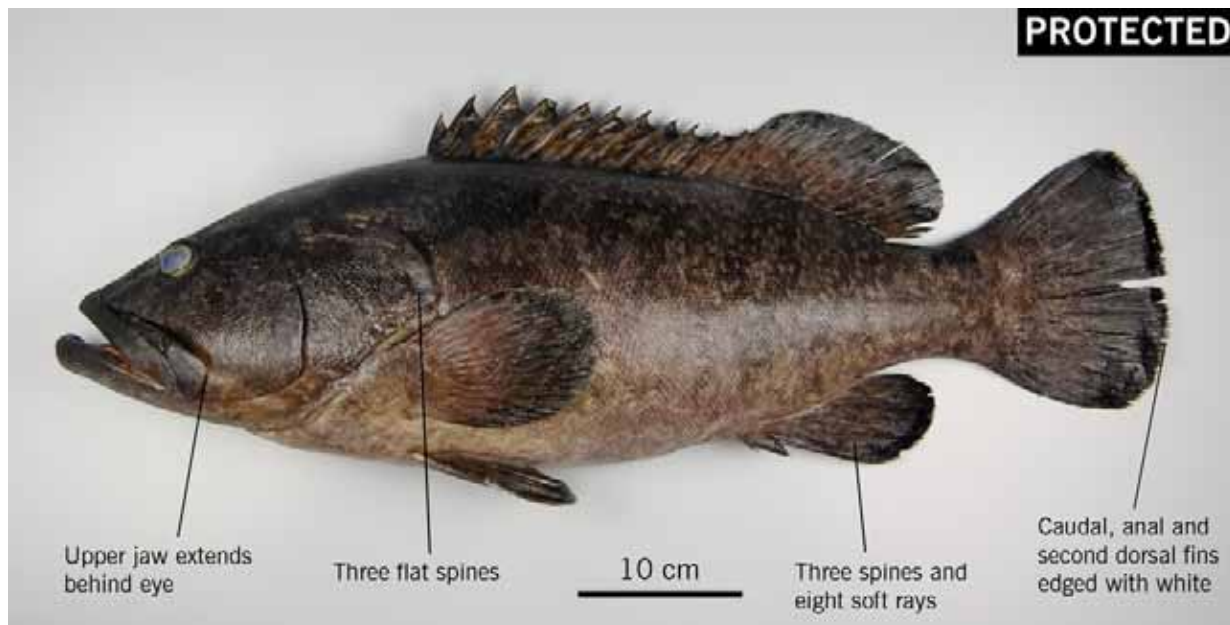 PROTECTED
Upper jaw extends
behind eye
Three flat spines
10 cm
Three spines and
eight soft rays
Caudal, anal and
second dorsal fins
edged with white